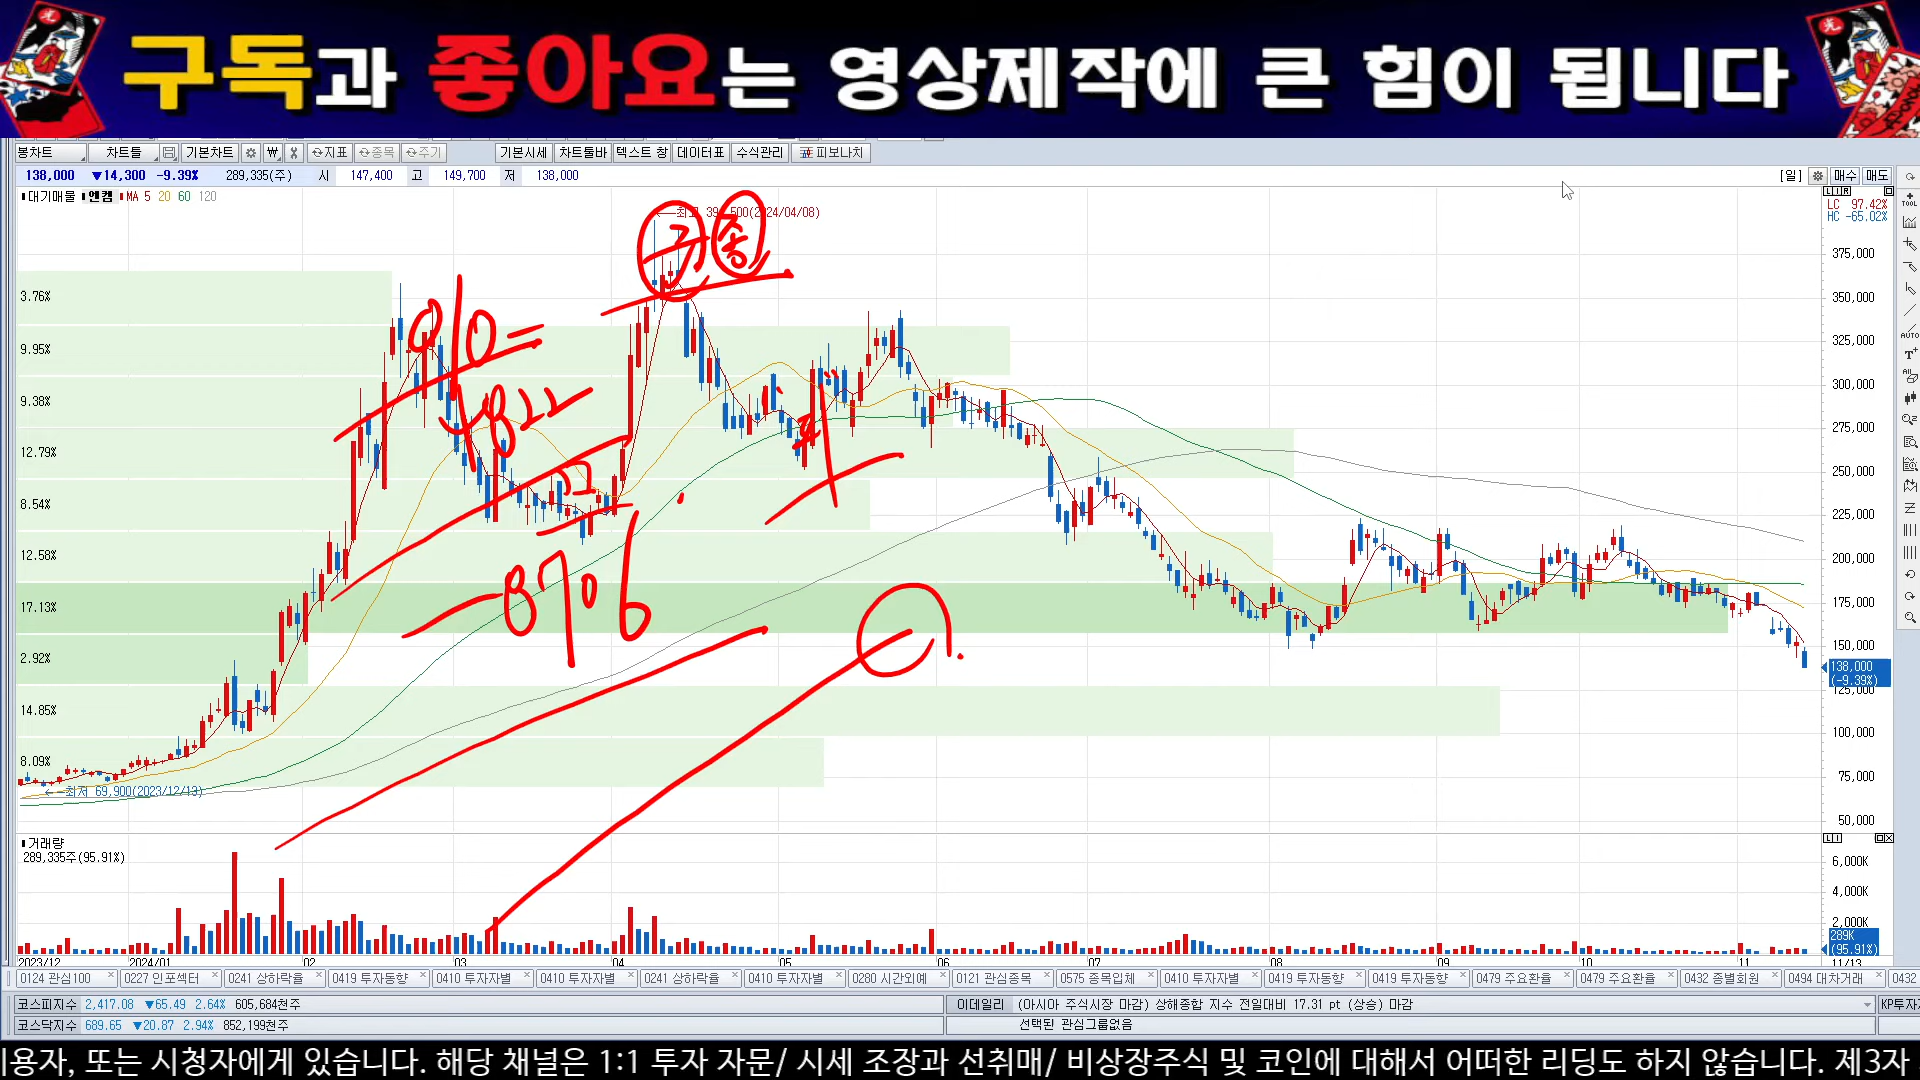 구독과 좋아요는 영상제작에 큰 힘이 됩니다
봉차트 차트툴 기본차트 지표 종목 주기 기본시세 차트툴바 텍스트 창 데이터표 수식관리 피보나치
138,000 ▼14,300 -9.39% 289,335(주) 시 147,400 고 149,700 저 138,000 [일] 매수 매도
대기매물 엔켐 MA 5 20 60 120
LC 97.42%
HC -65.02%
(2024/04/08)
375,000
350,000
325,000
300,000
275,000
250,000
225,000
200,000
175,000
150,000
138,000
(-9.39%)
125,000
100,000
75,000
50,000
3.76%
9.95%
9.38%
12.79%
8.54%
12.58%
17.13%
2.92%
14.85%
8.09%
←최저 69,900(2023/12/13)
-8706
거래량
289,335주(95.91%)
6,000K
4,000K
2,000K
289K
(95.91%)
2023/12 2024/01 02 03 04 05 06 07 08 09 10 11 11/13
0124 관심100 0227 인포섹터 0241 상하락율 0419 투자동향 0410 투자자별 0410 투자자별 0241 상하락율 0410 투자자별 0280 시간외예 0121 관심종목 0575 종목입체 0410 투자자별 0419 투자동향 0419 투자동향 0479 주요환율 0479 주요환율 0432 종별회원 0494 대차거래 0432
코스피지수 2,417.08 ▼65.49 2.64% 605,684천주 이데일리 (아시아 주식시장 마감) 상해종합 지수 전일대비 17.31 pt (상승) 마감 KP투자
코스닥지수 689.65 ▼20.87 2.94% 852,199천주 선택된 관심그룹없음
용자, 또는 시청자에게 있습니다. 해당 채널은 1:1 투자 자문/ 시세 조장과 선취매/ 비상장주식 및 코인에 대해서 어떠한 리딩도 하지 않습니다. 제3자